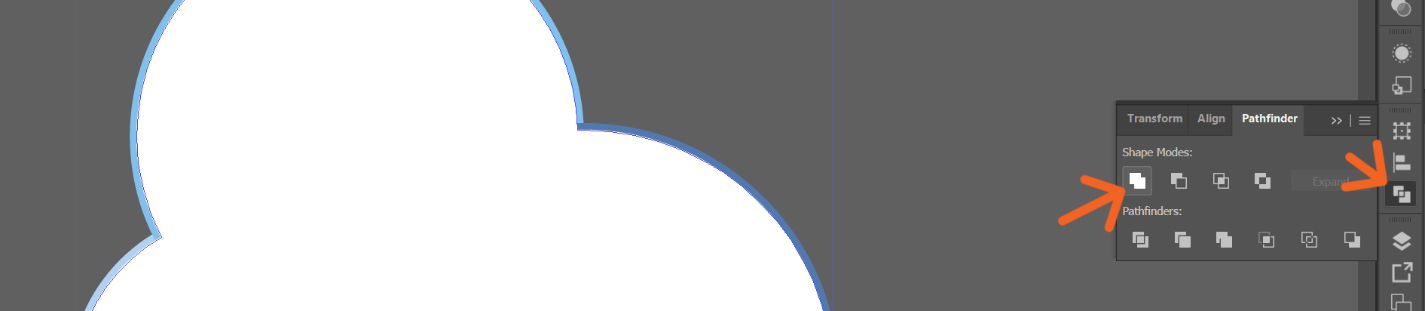 Transform Align Pathfinder
Shape Modes:
Expand
Pathfinders: